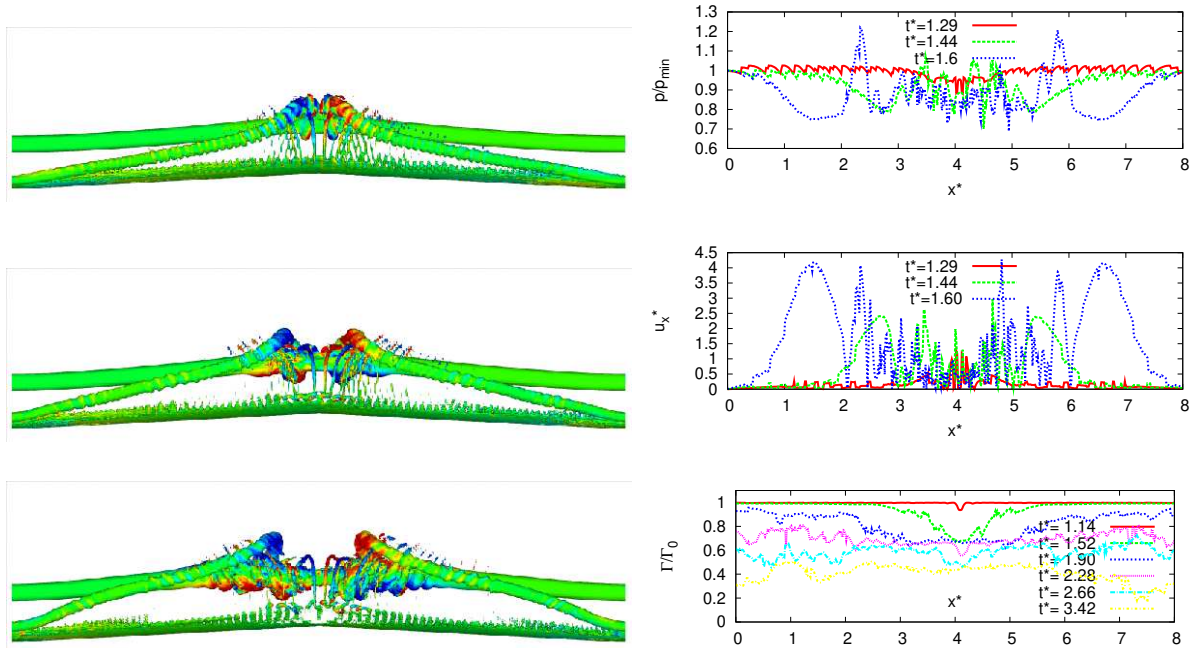 1.3
1.2
1.1
1
0.9
0.8
0.7
0.6
p/p_min
t*=1.29
t*=1.44
t*=1.6
0 1 2 3 4 5 6 7 8
x*
4.5
4
3.5
3
2.5
2
1.5
1
0.5
0
u_x*
t*=1.29
t*=1.44
t*=1.60
0 1 2 3 4 5 6 7 8
x*
1
0.8
0.6
0.4
0.2
0
Γ/Γ_0
t*= 1.14
t*= 1.52
t*= 1.90
t*= 2.28
t*= 2.66
t*= 3.42
x*
0 1 2 3 4 5 6 7 8